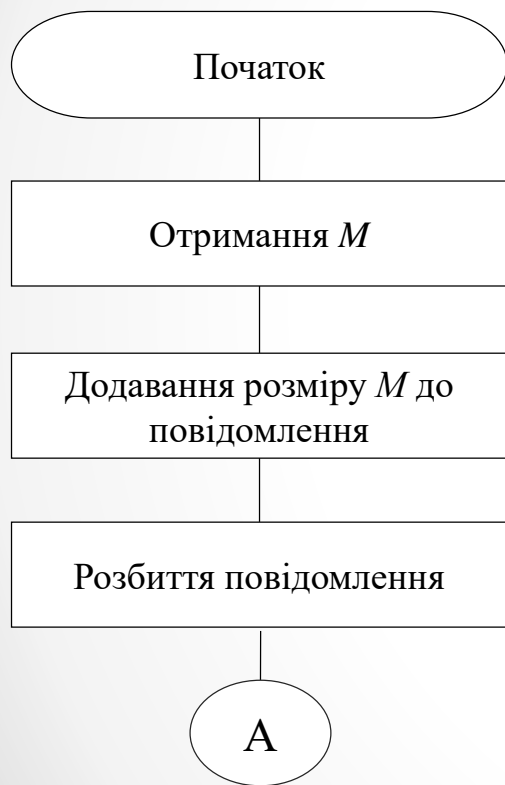 Початок
Отримання M
Додавання розміру M до
повідомлення
Розбиття повідомлення
А